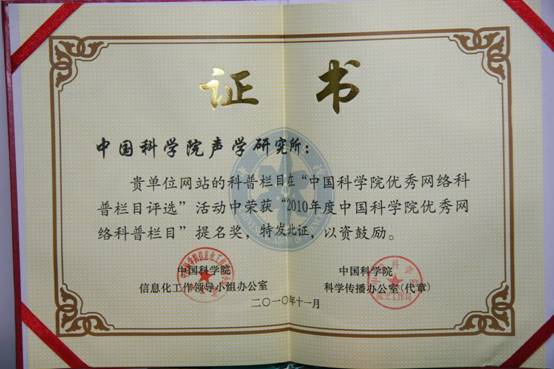 证 书
中国科学院声学研究所：
贵单位网站的科普栏目在“中国科学院优秀网络科
普栏目评选”活动中荣获“2010年度中国科学院优秀网
络科普栏目”提名奖，特发此证，以资鼓励。
中国科学院
信息化工作领导小组办公室
中国科学院
科学传播办公室(代章)
二〇一〇年十一月